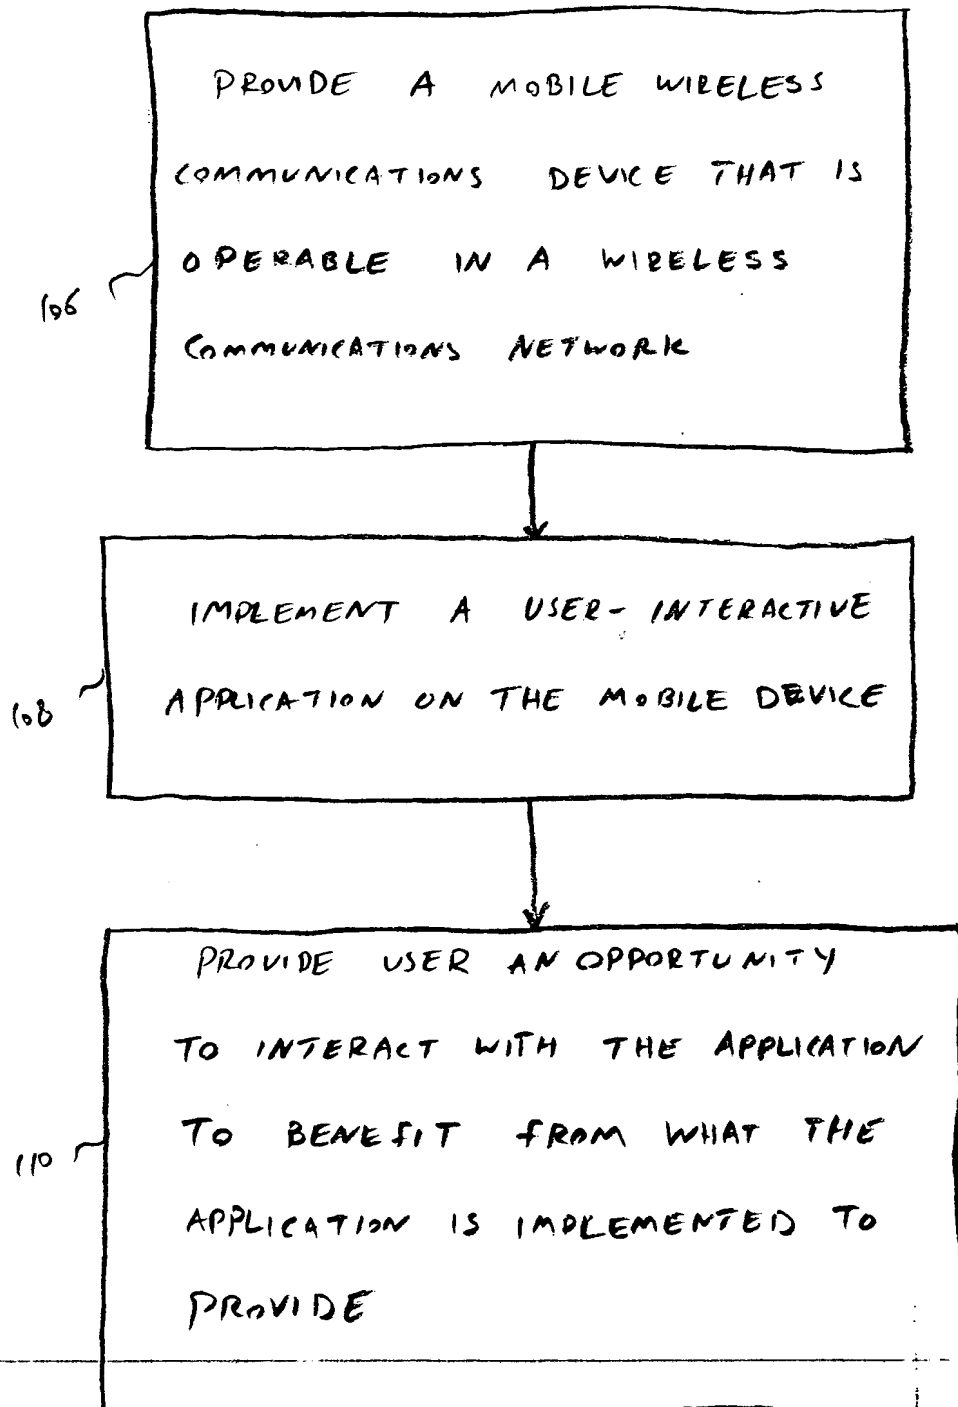 PROVIDE A MOBILE WIRELESS
COMMUNICATIONS DEVICE THAT IS
OPERABLE IN A WIRELESS
106
COMMUNICATIONS NETWORK
IMPLEMENT A USER-INTERACTIVE
APPLICATION ON THE MOBILE DEVICE
108
PROVIDE USER AN OPPORTUNITY
TO INTERACT WITH THE APPLICATION
TO BENEFIT FROM WHAT THE
110
APPLICATION IS IMPLEMENTED TO
PROVIDE